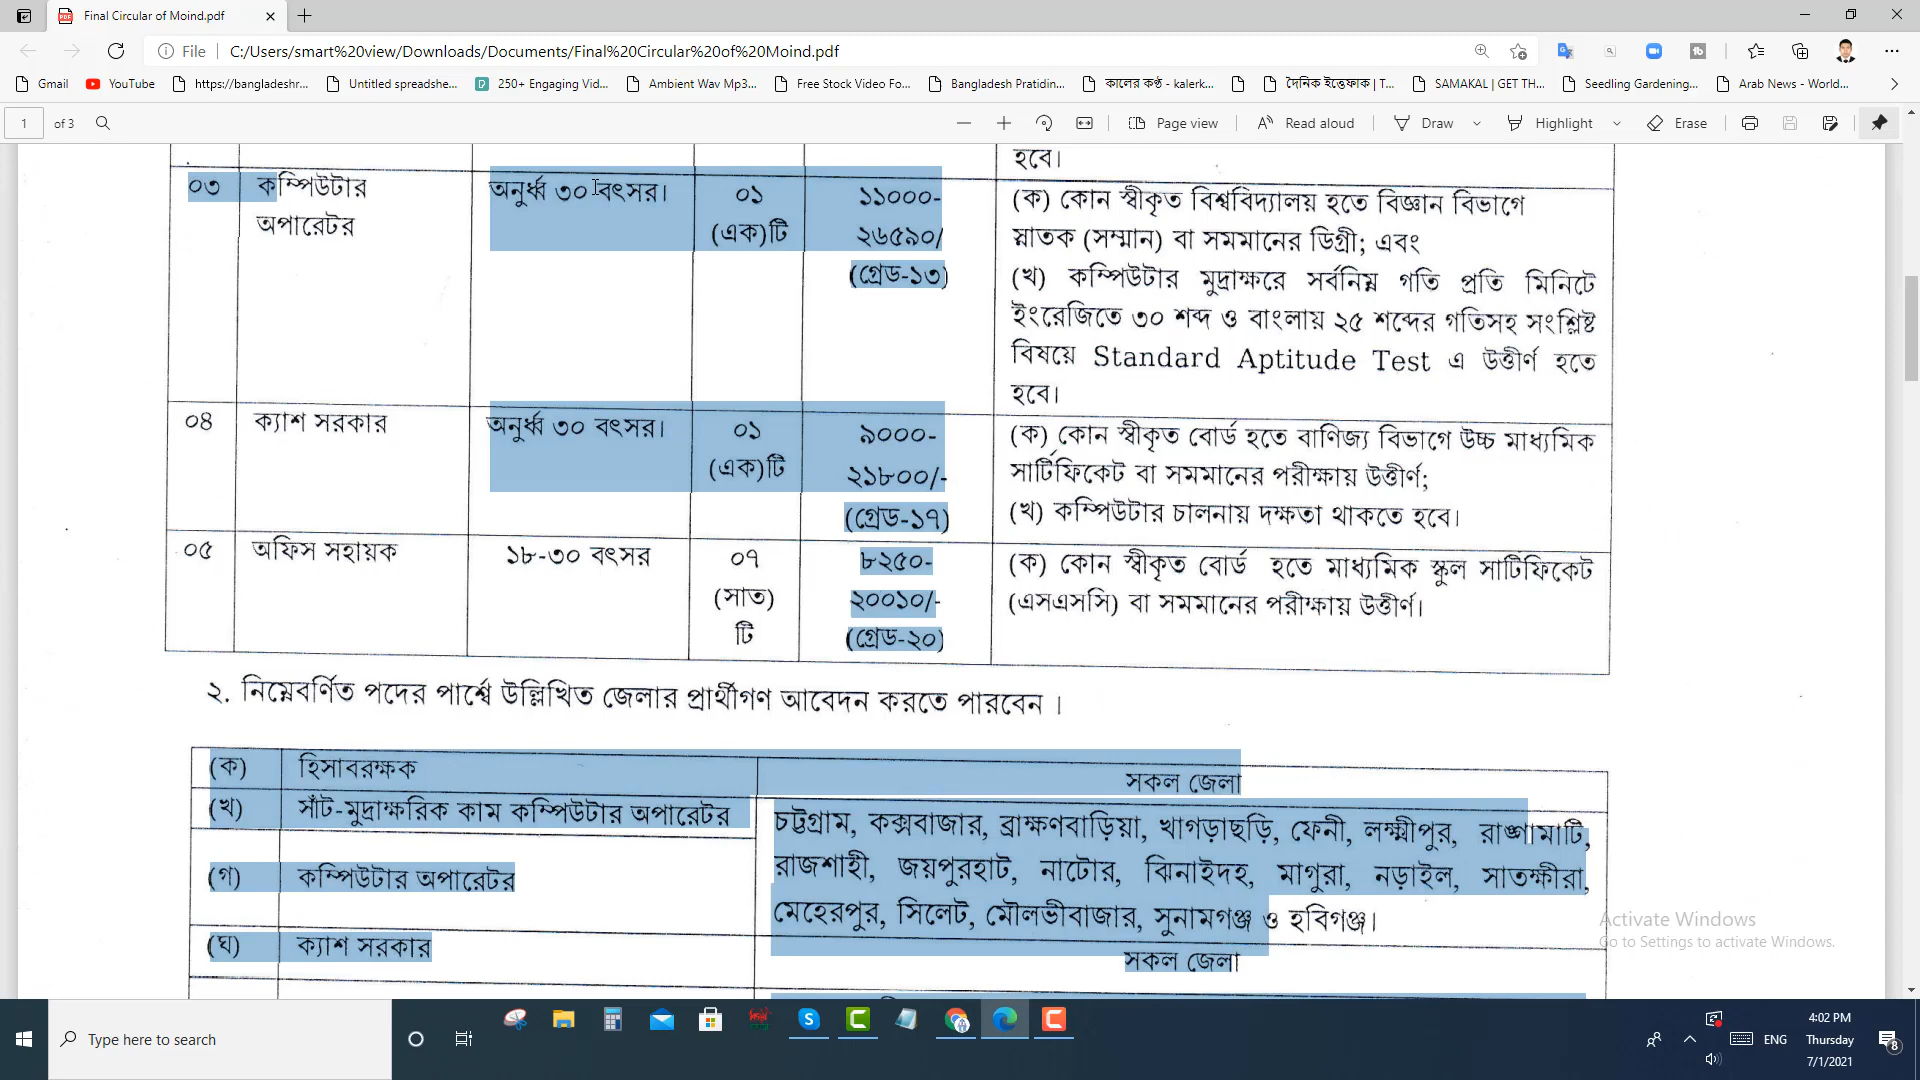 Final Circular of Moind.pdf
File C:/Users/smart%20view/Downloads/Documents/Final%20Circular%20of%20Moind.pdf
Gmail YouTube https://bangladeshr... Untitled spreadshe... 250+ Engaging Vid... Ambient Wav Mp3... Free Stock Video Fo... Bangladesh Pratidin... কালের কণ্ঠ - kalerk... দৈনিক ইত্তেফাক | T... SAMAKAL | GET TH... Seedling Gardening... Arab News - World...
1 of 3 Page view Read aloud Draw Highlight Erase
হবে।
০৩ কম্পিউটার অনুর্ধ্ব ৩০ বৎসর। ০১ ১১০০০- (ক) কোন স্বীকৃত বিশ্ববিদ্যালয় হতে বিজ্ঞান বিভাগে
অপারেটর (এক)টি ২৬৫৯০/ স্নাতক (সম্মান) বা সমমানের ডিগ্রী; এবং
(গ্রেড-১৩) (খ) কম্পিউটার মুদ্রাক্ষরে সর্বনিম্ন গতি প্রতি মিনিটে
ইংরেজিতে ৩০ শব্দ ও বাংলায় ২৫ শব্দের গতিসহ সংশ্লিষ্ট
বিষয়ে Standard Aptitude Test এ উত্তীর্ণ হতে
হবে।
০৪ ক্যাশ সরকার অনুর্ধ্ব ৩০ বৎসর। ০১ ৯০০০- (ক) কোন স্বীকৃত বোর্ড হতে বাণিজ্য বিভাগে উচ্চ মাধ্যমিক
(এক)টি ২১৮০০/- সার্টিফিকেট বা সমমানের পরীক্ষায় উত্তীর্ণ;
(গ্রেড-১৭) (খ) কম্পিউটার চালনায় দক্ষতা থাকতে হবে।
০৫ অফিস সহায়ক ১৮-৩০ বৎসর ০৭ ৮২৫০- (ক) কোন স্বীকৃত বোর্ড হতে মাধ্যমিক স্কুল সার্টিফিকেট
(সাত) ২০০১০/- (এসএসসি) বা সমমানের পরীক্ষায় উত্তীর্ণ।
টি (গ্রেড-২০)
২. নিম্নেবর্ণিত পদের পার্শ্বে উল্লিখিত জেলার প্রার্থীগণ আবেদন করতে পারবেন।
(ক) হিসাবরক্ষক সকল জেলা
(খ) সাঁট-মুদ্রাক্ষরিক কাম কম্পিউটার অপারেটর চট্টগ্রাম, কক্সবাজার, ব্রাহ্মণবাড়িয়া, খাগড়াছড়ি, ফেনী, লক্ষ্মীপুর, রাঙ্গামাটি,
(গ) কম্পিউটার অপারেটর রাজশাহী, জয়পুরহাট, নাটোর, ঝিনাইদহ, মাগুরা, নড়াইল, সাতক্ষীরা,
মেহেরপুর, সিলেট, মৌলভীবাজার, সুনামগঞ্জ ও হবিগঞ্জ।
(ঘ) ক্যাশ সরকার সকল জেলা
Activate Windows
Go to Settings to activate Windows.
Type here to search
ENG
4:02 PM
Thursday
7/1/2021
8